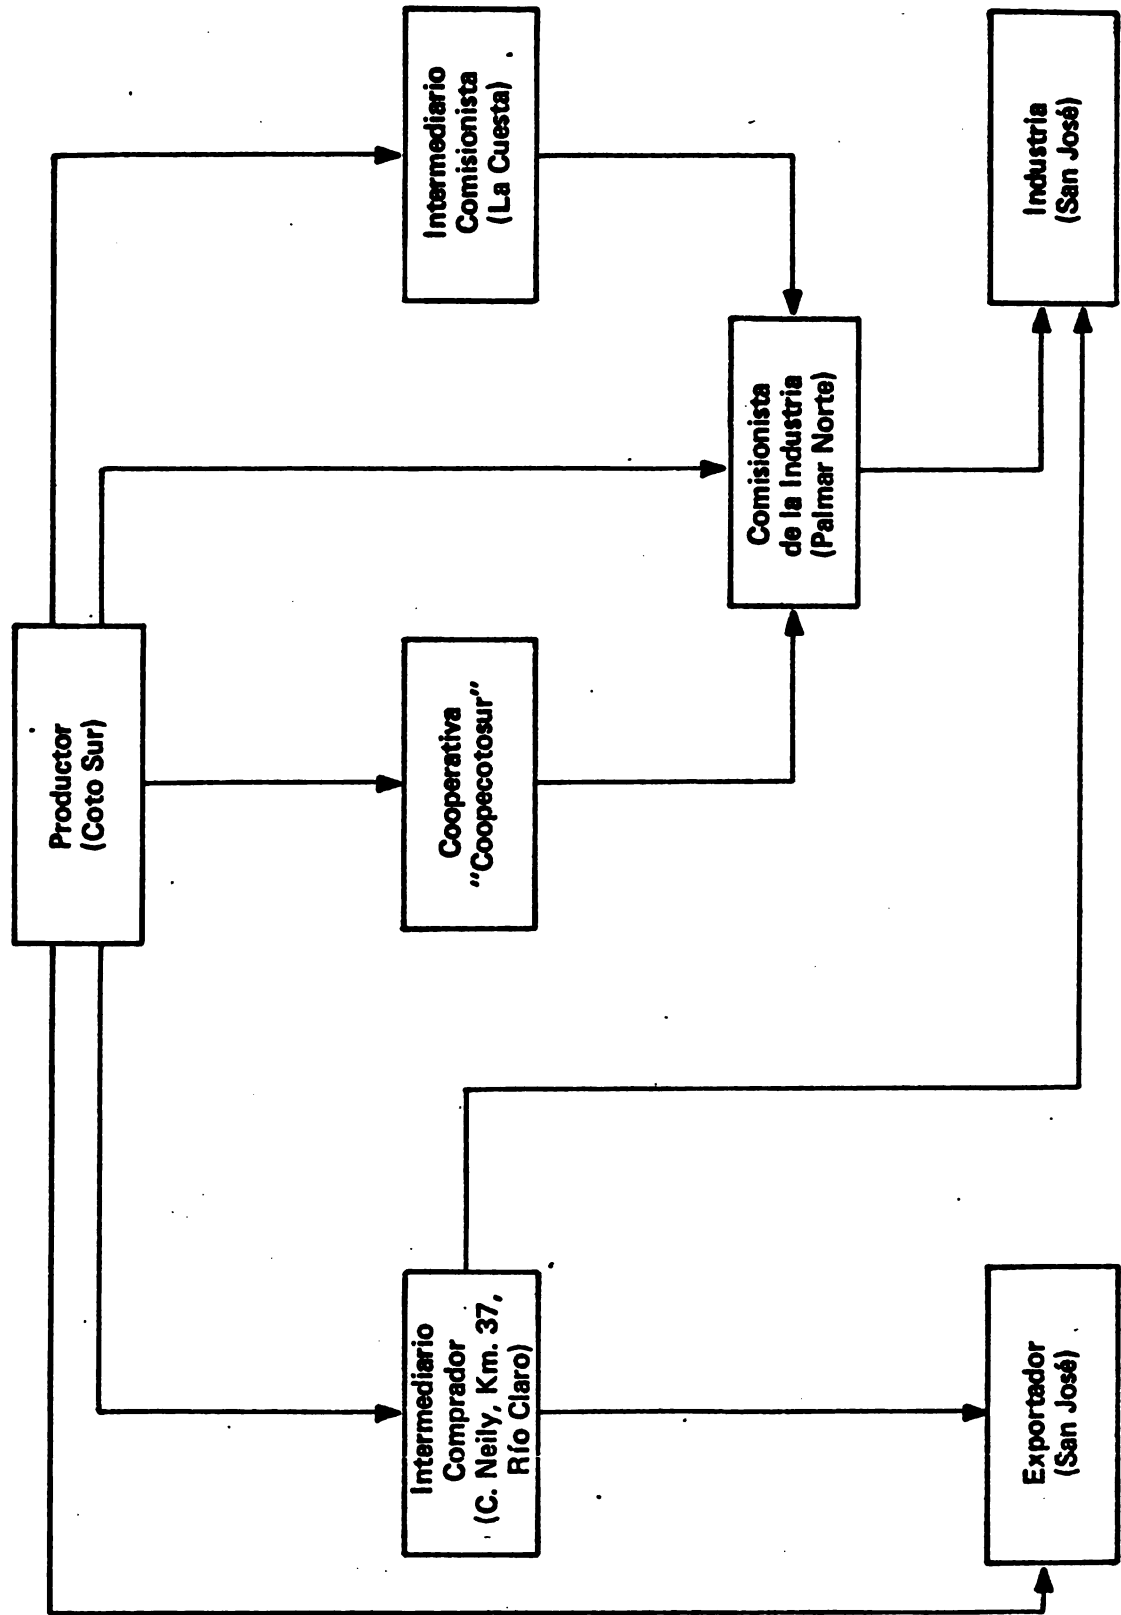 Productor
(Coto Sur)
Intermediario
Comprador
(C. Neily, Km. 37,
Río Claro)
Cooperativa
"Coopecotosur"
Intermediario
Comisionista
(La Cuesta)
Comisionista
de la Industria
(Palmar Norte)
Exportador
(San José)
Industria
(San José)